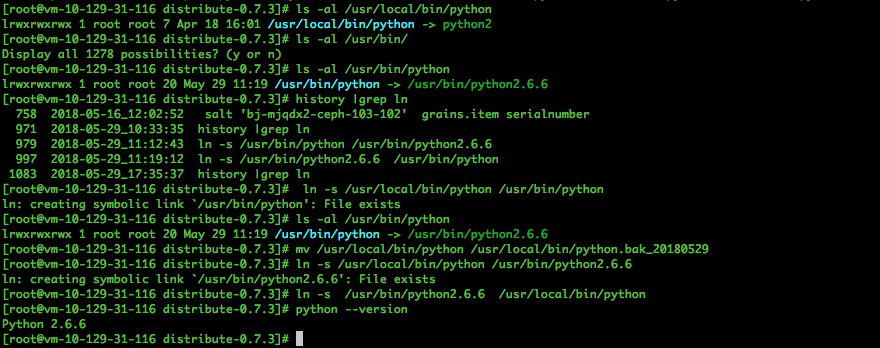 [root@vm-10-129-31-116 distribute-0.7.3]# ls -al /usr/local/bin/python
lrwxrwxrwx 1 root root 7 Apr 18 16:01 /usr/local/bin/python -> python2
[root@vm-10-129-31-116 distribute-0.7.3]# ls -al /usr/bin/
Display all 1278 possibilities? (y or n)
[root@vm-10-129-31-116 distribute-0.7.3]# ls -al /usr/bin/python
lrwxrwxrwx 1 root root 20 May 29 11:19 /usr/bin/python -> /usr/bin/python2.6.6
[root@vm-10-129-31-116 distribute-0.7.3]# history |grep ln
758  2018-05-16_12:02:52   salt 'bj-mjqdx2-ceph-103-102'  grains.item serialnumber
971  2018-05-29_10:33:35  history |grep ln
979  2018-05-29_11:12:43  ln -s /usr/bin/python /usr/bin/python2.6.6
997  2018-05-29_11:19:12  ln -s /usr/bin/python2.6.6  /usr/bin/python
1083  2018-05-29_17:35:37  history |grep ln
[root@vm-10-129-31-116 distribute-0.7.3]#  ln -s /usr/local/bin/python /usr/bin/python
ln: creating symbolic link `/usr/bin/python': File exists
[root@vm-10-129-31-116 distribute-0.7.3]# ls -al /usr/bin/python
lrwxrwxrwx 1 root root 20 May 29 11:19 /usr/bin/python -> /usr/bin/python2.6.6
[root@vm-10-129-31-116 distribute-0.7.3]# mv /usr/local/bin/python /usr/local/bin/python.bak_20180529
[root@vm-10-129-31-116 distribute-0.7.3]# ln -s /usr/local/bin/python /usr/bin/python2.6.6
ln: creating symbolic link `/usr/bin/python2.6.6': File exists
[root@vm-10-129-31-116 distribute-0.7.3]# ln -s  /usr/bin/python2.6.6  /usr/local/bin/python
[root@vm-10-129-31-116 distribute-0.7.3]# python --version
Python 2.6.6
[root@vm-10-129-31-116 distribute-0.7.3]#